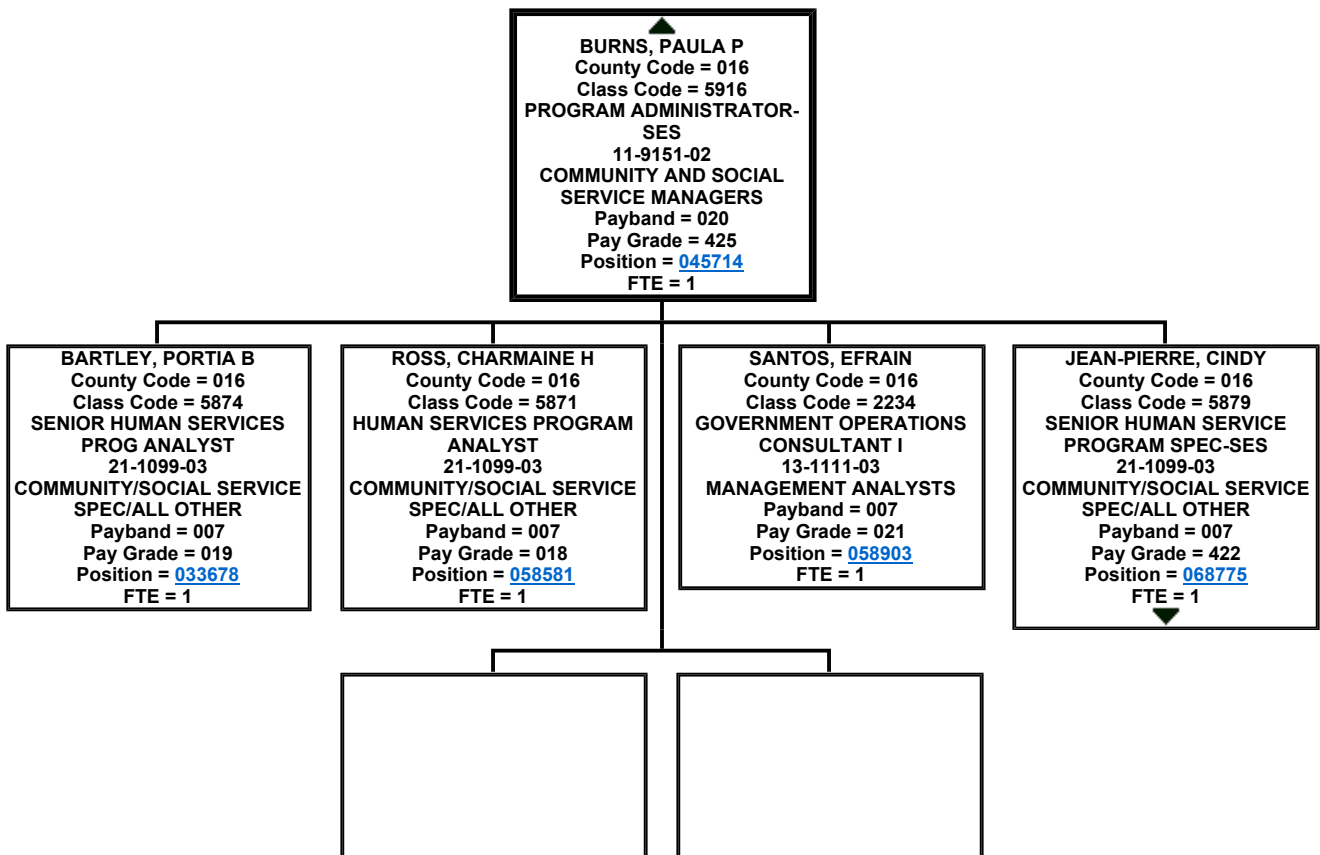 BURNS, PAULA P
County Code = 016
Class Code = 5916
PROGRAM ADMINISTRATOR-
SES
11-9151-02
COMMUNITY AND SOCIAL
SERVICE MANAGERS
Payband = 020
Pay Grade = 425
Position = 045714
FTE = 1
BARTLEY, PORTIA B
County Code = 016
Class Code = 5874
SENIOR HUMAN SERVICES
PROG ANALYST
21-1099-03
COMMUNITY/SOCIAL SERVICE
SPEC/ALL OTHER
Payband = 007
Pay Grade = 019
Position = 033678
FTE = 1
ROSS, CHARMAINE H
County Code = 016
Class Code = 5871
HUMAN SERVICES PROGRAM
ANALYST
21-1099-03
COMMUNITY/SOCIAL SERVICE
SPEC/ALL OTHER
Payband = 007
Pay Grade = 018
Position = 058581
FTE = 1
SANTOS, EFRAIN
County Code = 016
Class Code = 2234
GOVERNMENT OPERATIONS
CONSULTANT I
13-1111-03
MANAGEMENT ANALYSTS
Payband = 007
Pay Grade = 021
Position = 058903
FTE = 1
JEAN-PIERRE, CINDY
County Code = 016
Class Code = 5879
SENIOR HUMAN SERVICE
PROGRAM SPEC-SES
21-1099-03
COMMUNITY/SOCIAL SERVICE
SPEC/ALL OTHER
Payband = 007
Pay Grade = 422
Position = 068775
FTE = 1